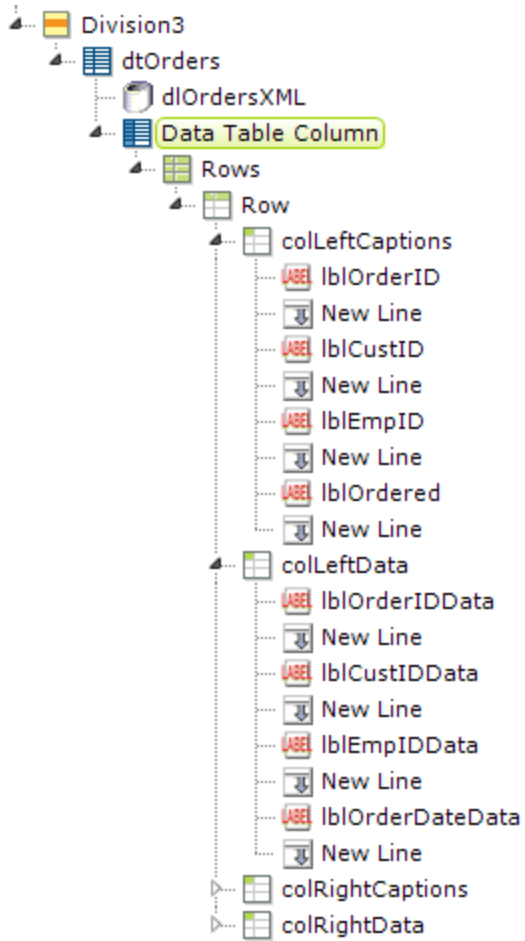 Division3
dtOrders
dlOrdersXML
Data Table Column
Rows
Row
colLeftCaptions
LABEL lblOrderID
New Line
LABEL lblCustID
New Line
LABEL lblEmpID
New Line
LABEL lblOrdered
New Line
colLeftData
LABEL lblOrderIDData
New Line
LABEL lblCustIDData
New Line
LABEL lblEmpIDData
New Line
LABEL lblOrderDateData
New Line
colRightCaptions
colRightData